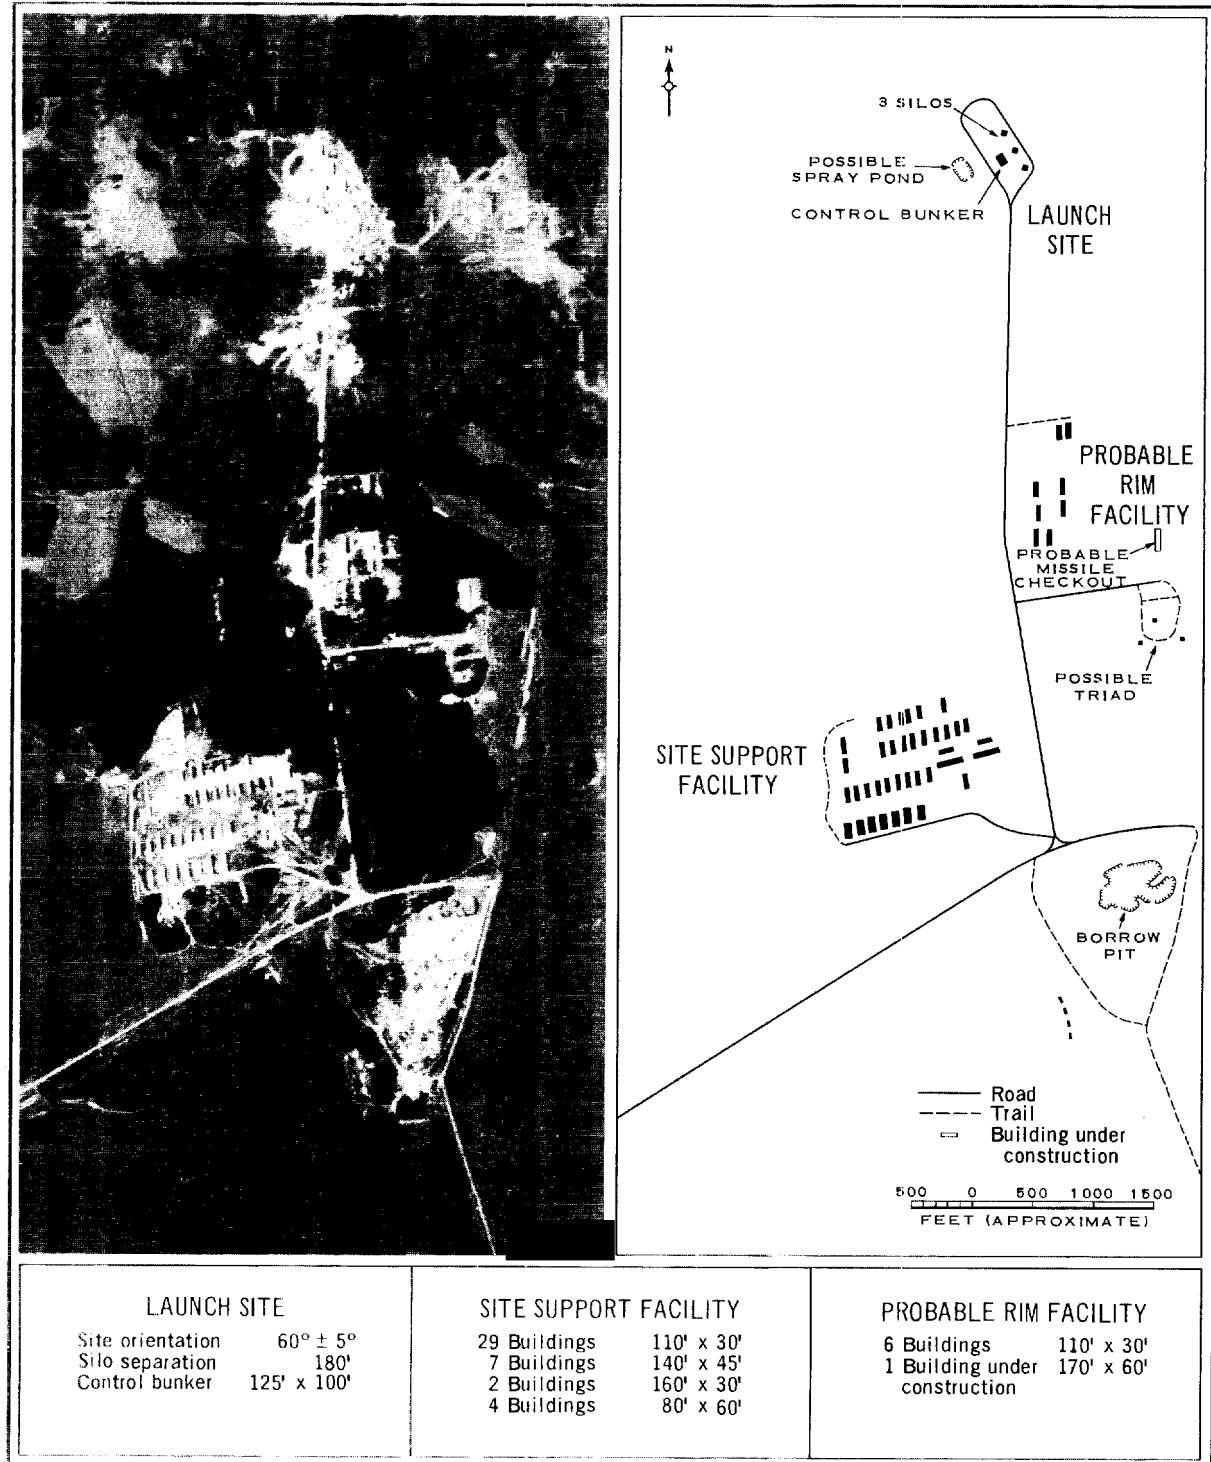 N
3 SILOS
POSSIBLE
SPRAY POND
CONTROL BUNKER
LAUNCH
SITE
PROBABLE
RIM
FACILITY
PROBABLE
MISSILE
CHECKOUT
POSSIBLE
TRIAD
SITE SUPPORT
FACILITY
BORROW
PIT
Road
Trail
Building under
construction
500 0 500 1000 1500
FEET (APPROXIMATE)
LAUNCH SITE
Site orientation 60° ± 5°
Silo separation 180'
Control bunker 125' x 100'
SITE SUPPORT FACILITY
29 Buildings 110' x 30'
7 Buildings 140' x 45'
2 Buildings 160' x 30'
4 Buildings 80' x 60'
PROBABLE RIM FACILITY
6 Buildings 110' x 30'
1 Building under 170' x 60'
construction